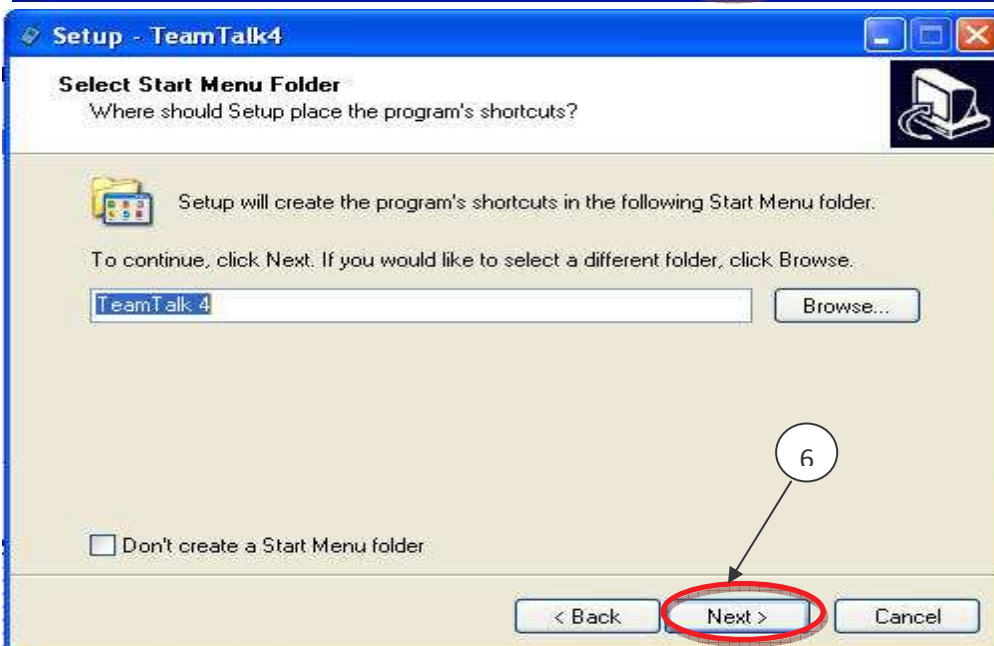 Setup - TeamTalk4
Select Start Menu Folder
Where should Setup place the program's shortcuts?
Setup will create the program's shortcuts in the following Start Menu folder.
To continue, click Next. If you would like to select a different folder, click Browse.
TeamTalk 4
Browse...
6
Don't create a Start Menu folder
< Back
Next >
Cancel